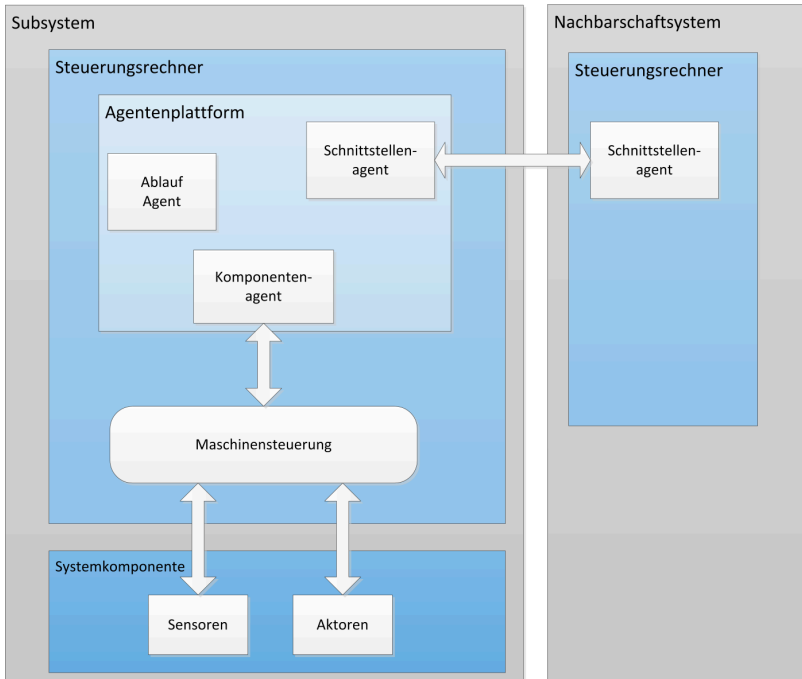 Subsystem
Steuerungsrechner
Agentenplattform
Schnittstellen-
agent
Ablauf
Agent
Komponenten-
agent
Maschinensteuerung
Systemkomponente
Sensoren
Aktoren
Nachbarschaftsystem
Steuerungsrechner
Schnittstellen-
agent